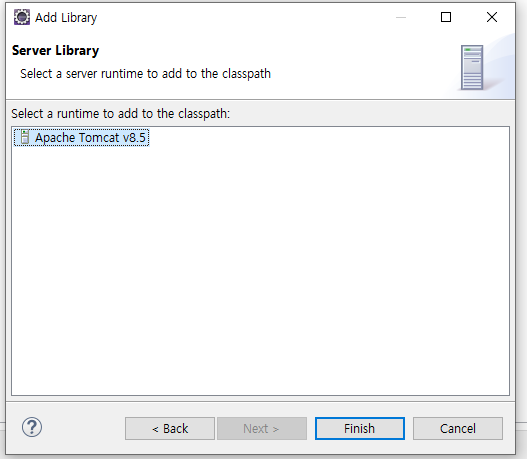 Add Library
Server Library
Select a server runtime to add to the classpath
Select a runtime to add to the classpath:
Apache Tomcat v8.5
?
< Back
Next >
Finish
Cancel